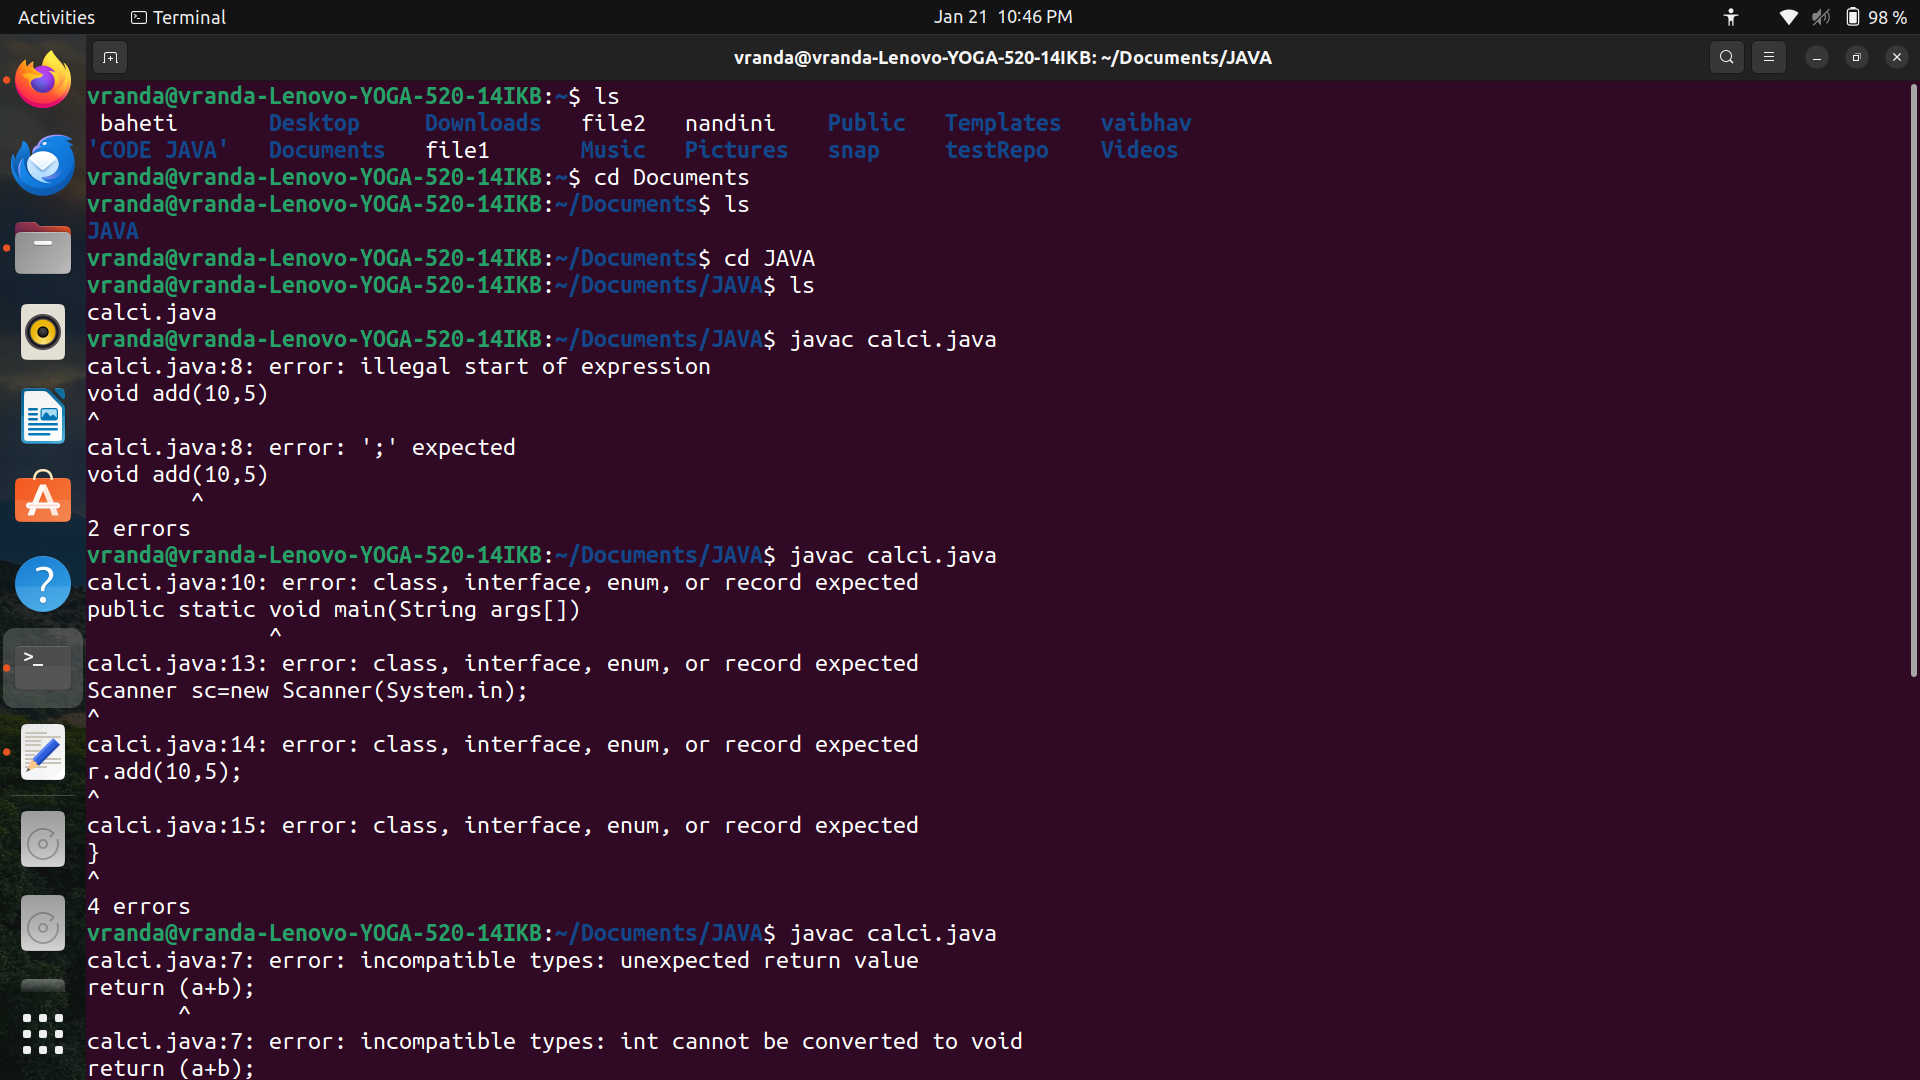 Activities Terminal Jan 21 10:46 PM 98 %
vranda@vranda-Lenovo-YOGA-520-14IKB: ~/Documents/JAVA
vranda@vranda-Lenovo-YOGA-520-14IKB:~$ ls
baheti Desktop Downloads file2 nandini Public Templates vaibhav
'CODE JAVA' Documents file1 Music Pictures snap testRepo Videos
vranda@vranda-Lenovo-YOGA-520-14IKB:~$ cd Documents
vranda@vranda-Lenovo-YOGA-520-14IKB:~/Documents$ ls
JAVA
vranda@vranda-Lenovo-YOGA-520-14IKB:~/Documents$ cd JAVA
vranda@vranda-Lenovo-YOGA-520-14IKB:~/Documents/JAVA$ ls
calci.java
vranda@vranda-Lenovo-YOGA-520-14IKB:~/Documents/JAVA$ javac calci.java
calci.java:8: error: illegal start of expression
void add(10,5)
^
calci.java:8: error: ';' expected
void add(10,5)
        ^
2 errors
vranda@vranda-Lenovo-YOGA-520-14IKB:~/Documents/JAVA$ javac calci.java
calci.java:10: error: class, interface, enum, or record expected
public static void main(String args[])
              ^
calci.java:13: error: class, interface, enum, or record expected
Scanner sc=new Scanner(System.in);
^
calci.java:14: error: class, interface, enum, or record expected
r.add(10,5);
^
calci.java:15: error: class, interface, enum, or record expected
}
^
4 errors
vranda@vranda-Lenovo-YOGA-520-14IKB:~/Documents/JAVA$ javac calci.java
calci.java:7: error: incompatible types: unexpected return value
return (a+b);
       ^
calci.java:7: error: incompatible types: int cannot be converted to void
return (a+b);